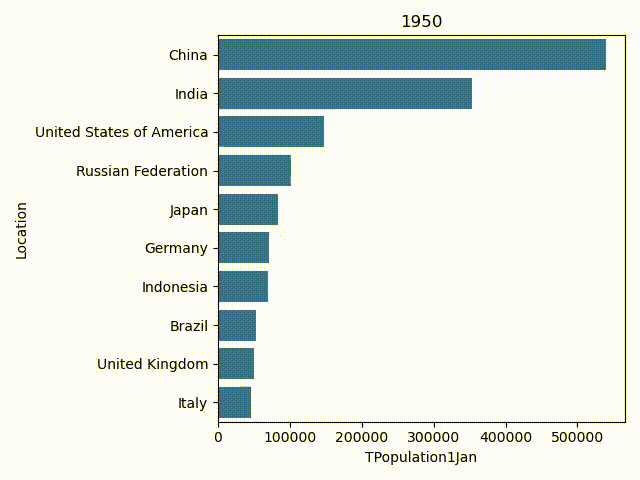 1950
China
India
United States of America
Russian Federation
Japan
Germany
Indonesia
Brazil
United Kingdom
Italy
Location
0 100000 200000 300000 400000 500000
TPopulation1Jan